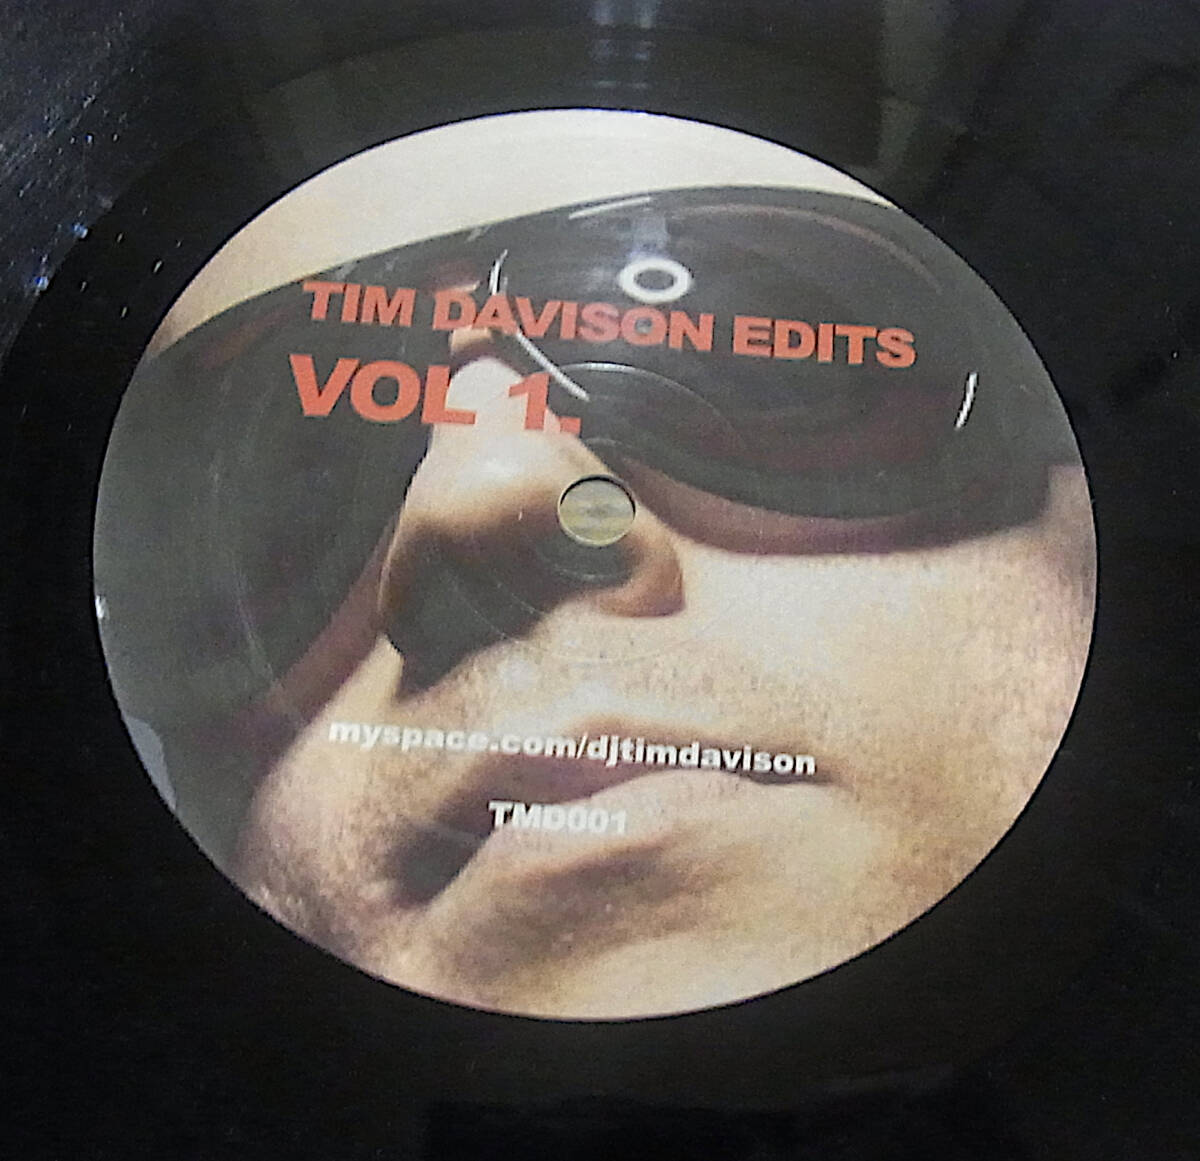 TIM DAVISON EDITS
VOL 1.
myspace.com/djtimdavison
TMD001